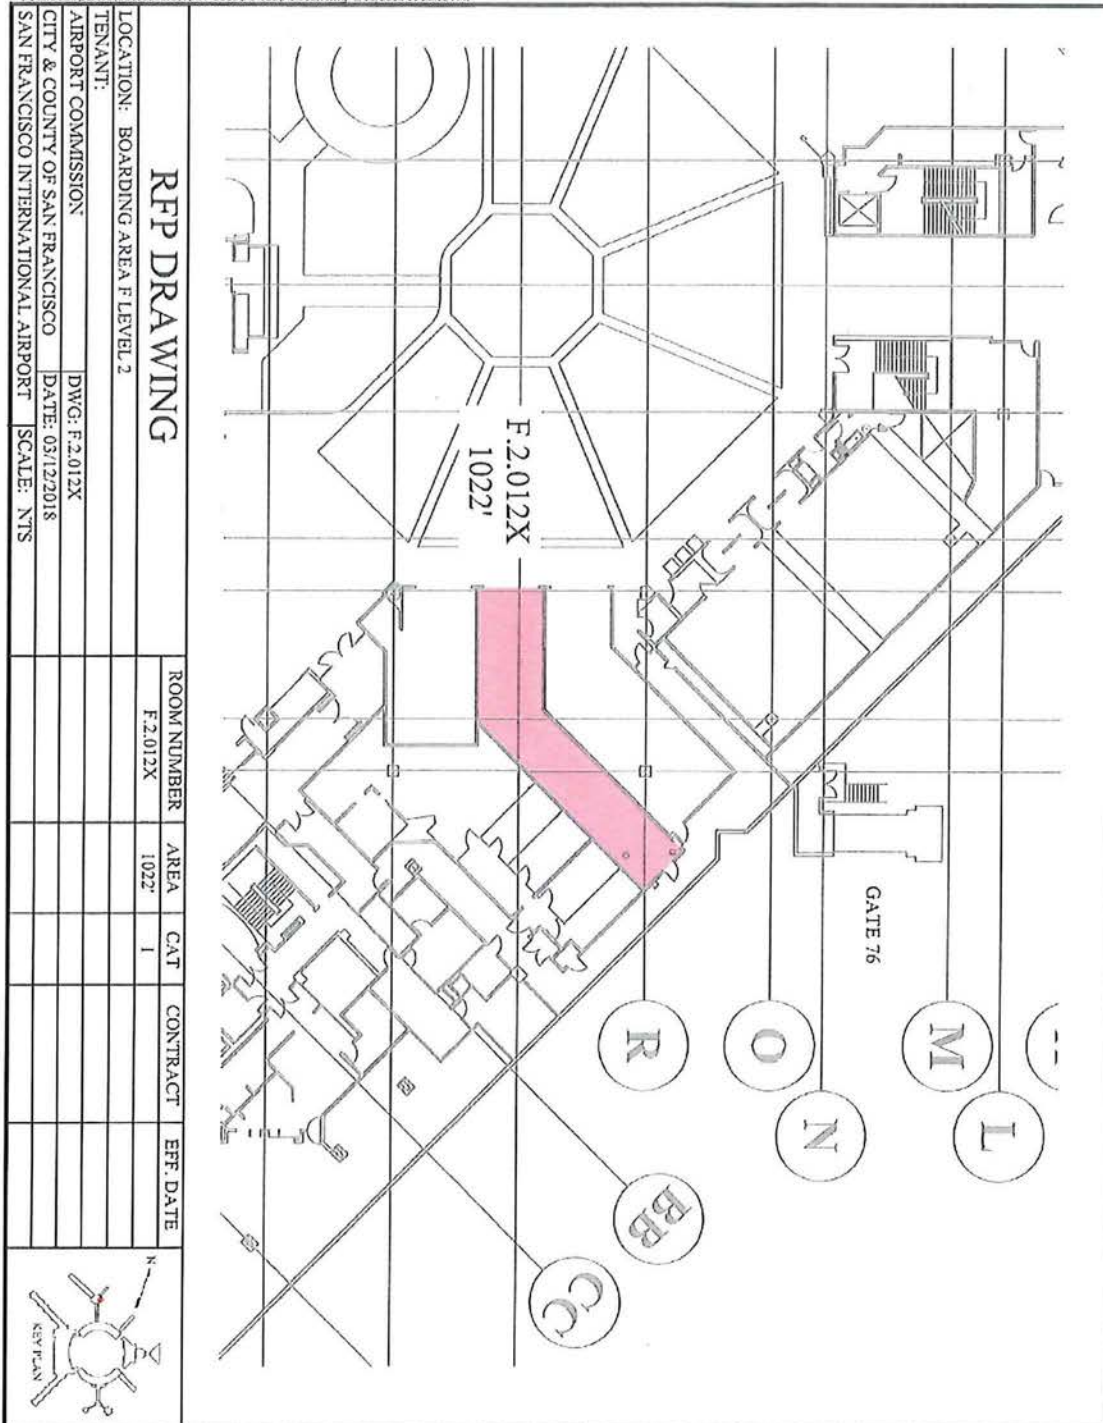 F.2.012X
1022'
GATE 76
R
O
N
M
L
BB
CC
RFP DRAWING
LOCATION: BOARDING AREA F LEVEL 2
TENANT:
AIRPORT COMMISSION
DWG: F.2.012X
CITY & COUNTY OF SAN FRANCISCO
DATE: 03/12/2018
SAN FRANCISCO INTERNATIONAL AIRPORT
SCALE: NTS
ROOM NUMBER AREA CAT CONTRACT EFF. DATE
F.2.012X 1022' 1
N
KEY PLAN